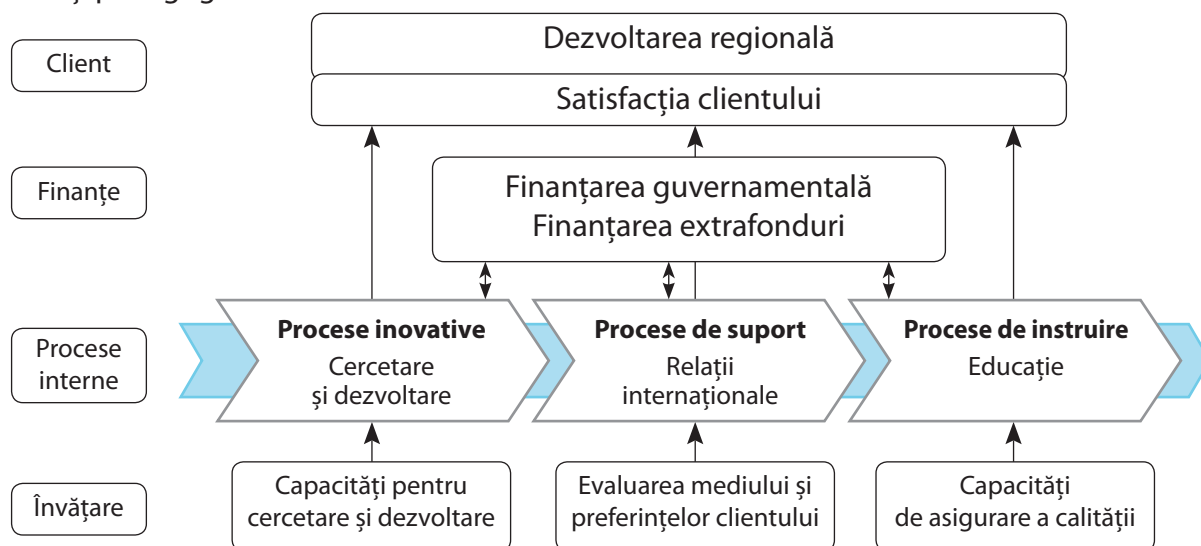 Client
Dezvoltarea regională
Satisfacția clientului
Finanțe
Finanțarea guvernamentală
Finanțarea extrafonduri
Procese
interne
Procese inovative
Cercetare
și dezvoltare
Procese de suport
Relații
internaționale
Procese de instruire
Educație
Învățare
Capacități pentru
cercetare și dezvoltare
Evaluarea mediului și
preferințelor clientului
Capacități
de asigurare a calității